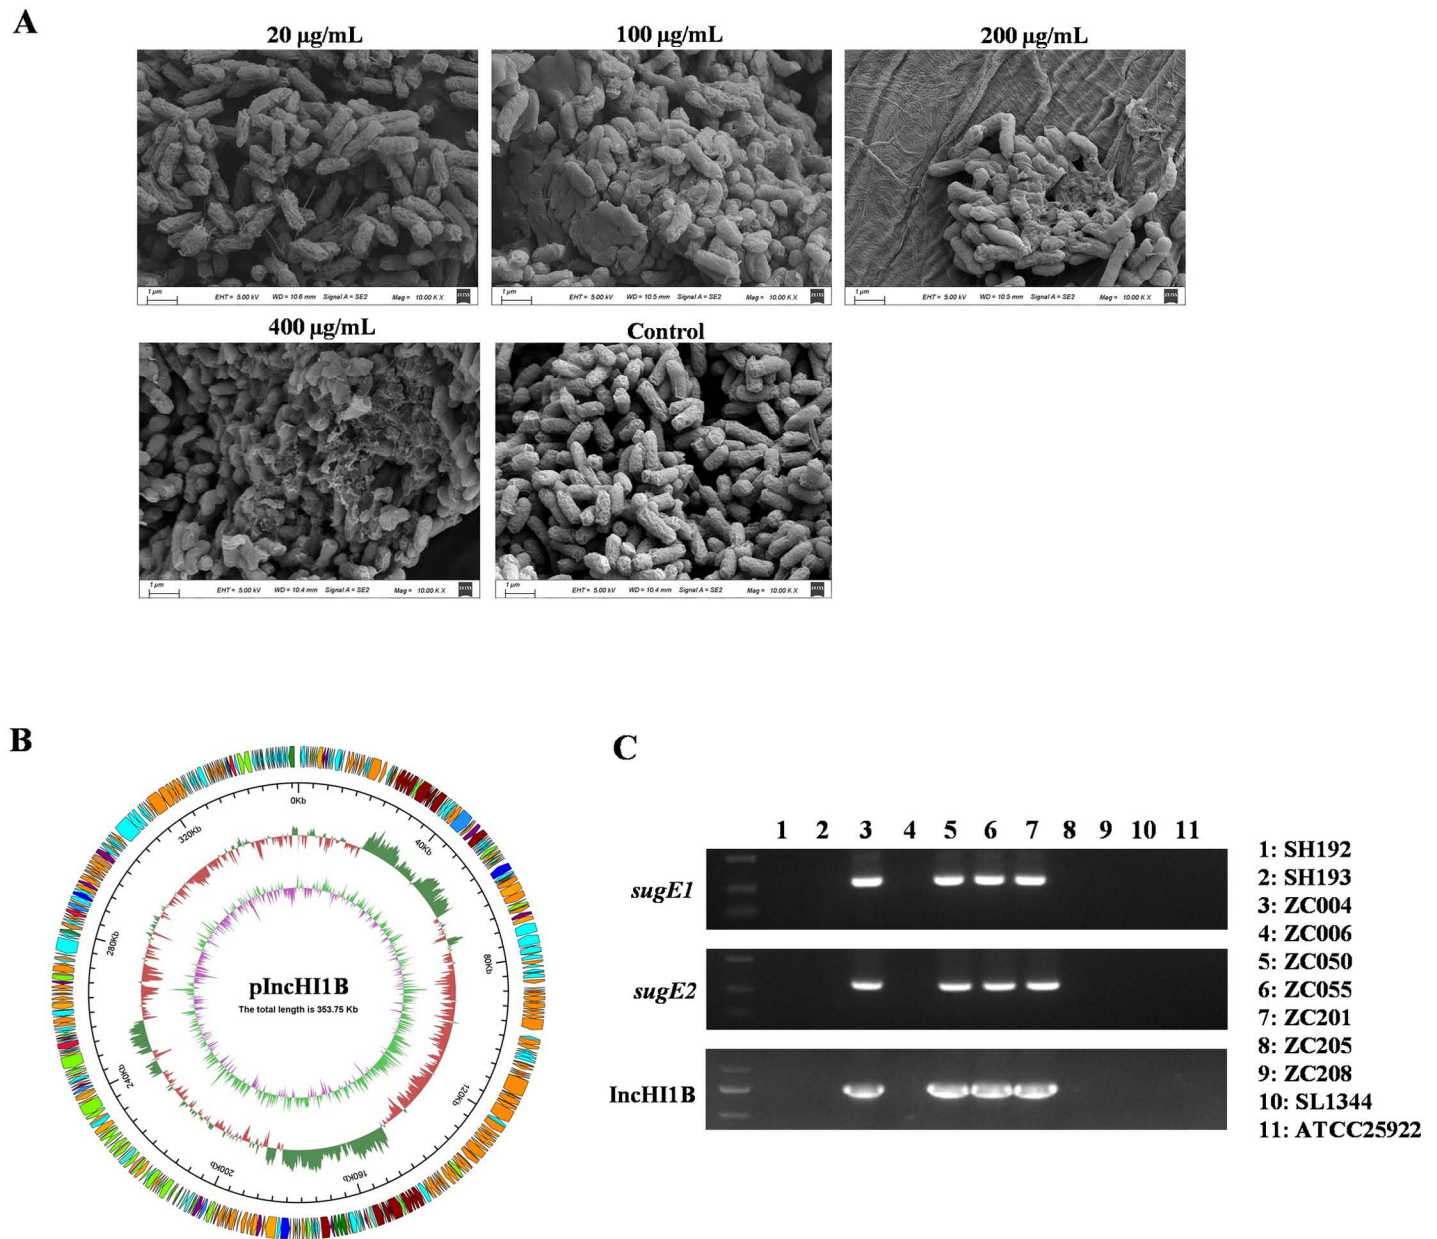 A
20 µg/mL
100 µg/mL
200 µg/mL
1 µm
EHT = 5.00 kV WD = 10.6 mm Signal A = SE2 Mag = 10.00 K X ZEISS
1 µm
EHT = 5.00 kV WD = 10.5 mm Signal A = SE2 Mag = 10.00 K X ZEISS
1 µm
EHT = 5.00 kV WD = 10.5 mm Signal A = SE2 Mag = 10.00 K X ZEISS
400 µg/mL
Control
1 µm
EHT = 5.00 kV WD = 10.4 mm Signal A = SE2 Mag = 10.00 K X ZEISS
1 µm
EHT = 5.00 kV WD = 10.4 mm Signal A = SE2 Mag = 10.00 K X ZEISS
B
0Kb
40Kb
80Kb
120Kb
160Kb
200Kb
240Kb
280Kb
320Kb
pIncHI1B
The total length is 353.75 Kb
C
1 2 3 4 5 6 7 8 9 10 11
sugE1
sugE2
IncHI1B
1: SH192
2: SH193
3: ZC004
4: ZC006
5: ZC050
6: ZC055
7: ZC201
8: ZC205
9: ZC208
10: SL1344
11: ATCC25922